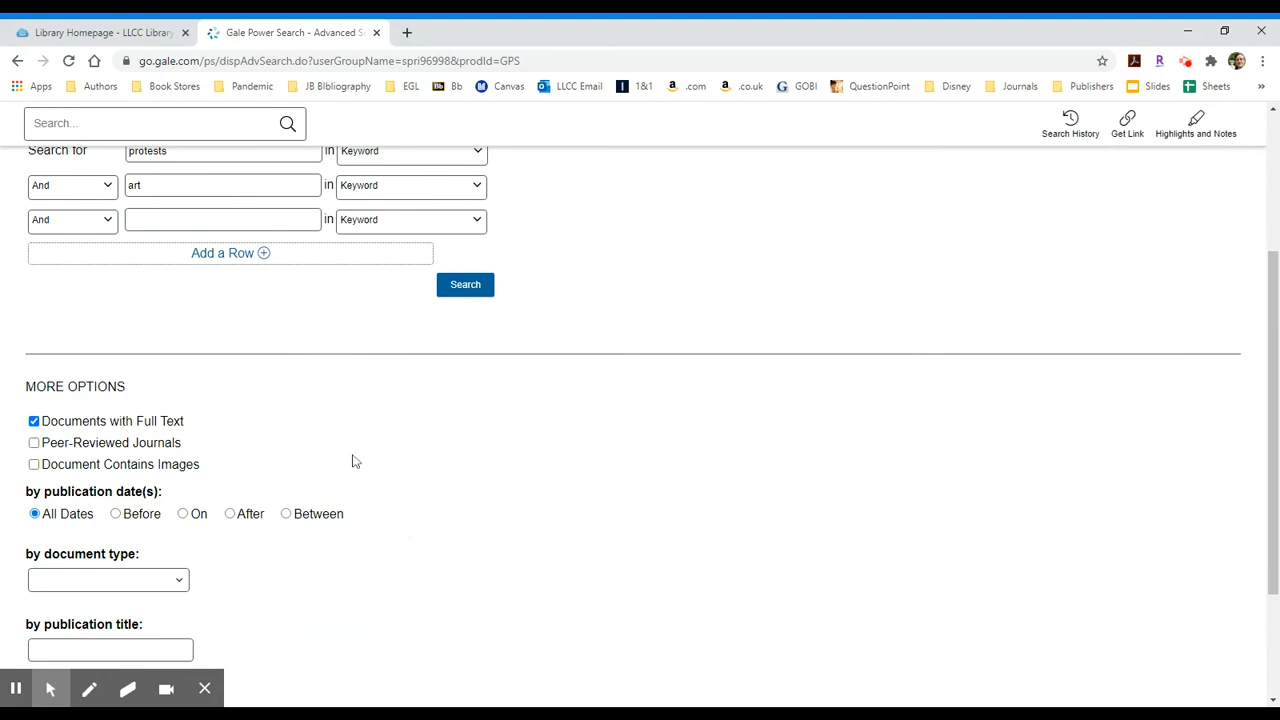 Library Homepage - LLCC Library
Gale Power Search - Advanced S
go.gale.com/ps/dispAdvSearch.do?userGroupName=spri96998&prodId=GPS
Apps Authors Book Stores Pandemic JB BIbliography EGL Bb Bb Canvas LLCC Email 1&1 .com .co.uk GOBI QuestionPoint Disney Journals Publishers Slides Sheets
Search...
Search History Get Link Highlights and Notes
Search for protests in Keyword
And art in Keyword
And in Keyword
Add a Row
Search
MORE OPTIONS
Documents with Full Text
Peer-Reviewed Journals
Document Contains Images
by publication date(s):
All Dates Before On After Between
by document type:
by publication title: